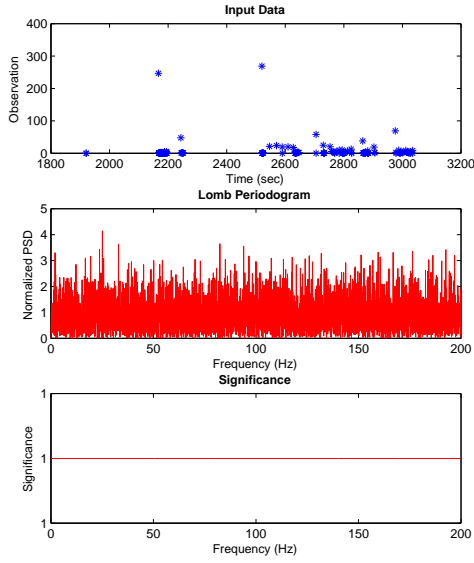 Input Data
400
300
200
100
0
Observation
1800 2000 2200 2400 2600 2800 3000 3200
Time (sec)
Lomb Periodogram
5
4
3
2
1
0
Normalized PSD
0 50 100 150 200
Frequency (Hz)
Significance
1
1
1
Significance
0 50 100 150 200
Frequency (Hz)